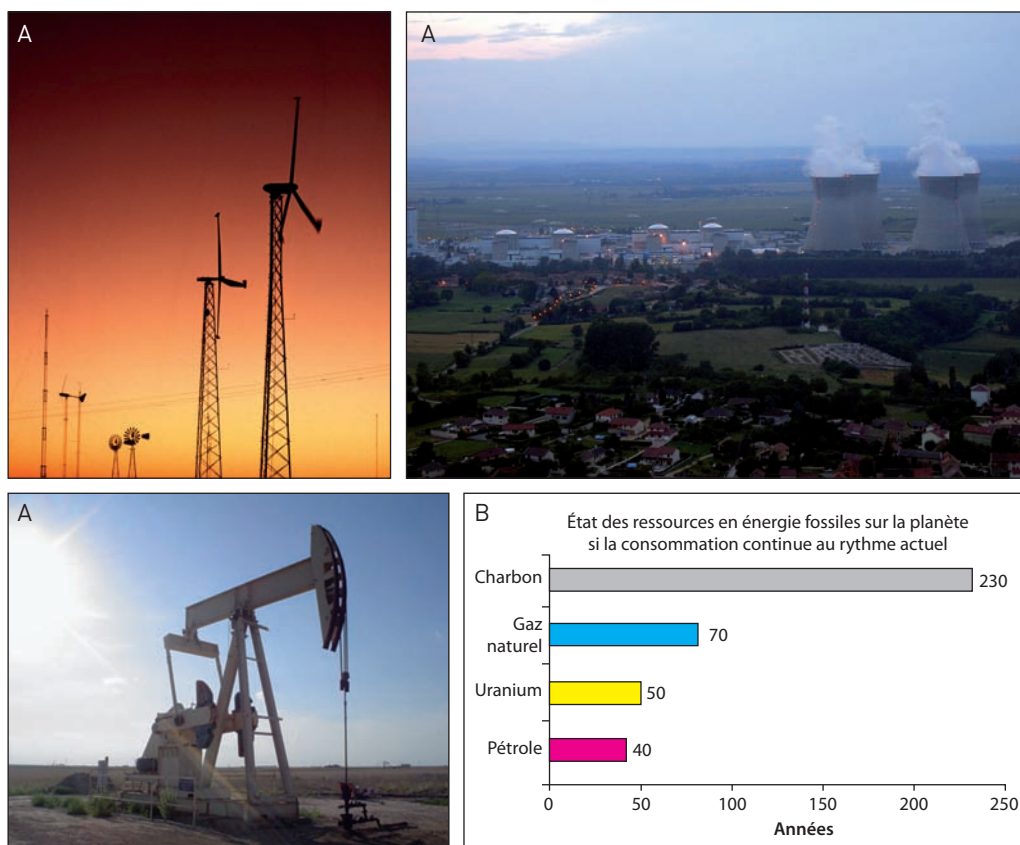 A
A
A
B
État des ressources en énergie fossiles sur la planète
si la consommation continue au rythme actuel
Charbon
230
Gaz
naturel
70
Uranium
50
Pétrole
40
0 50 100 150 200 250
Années